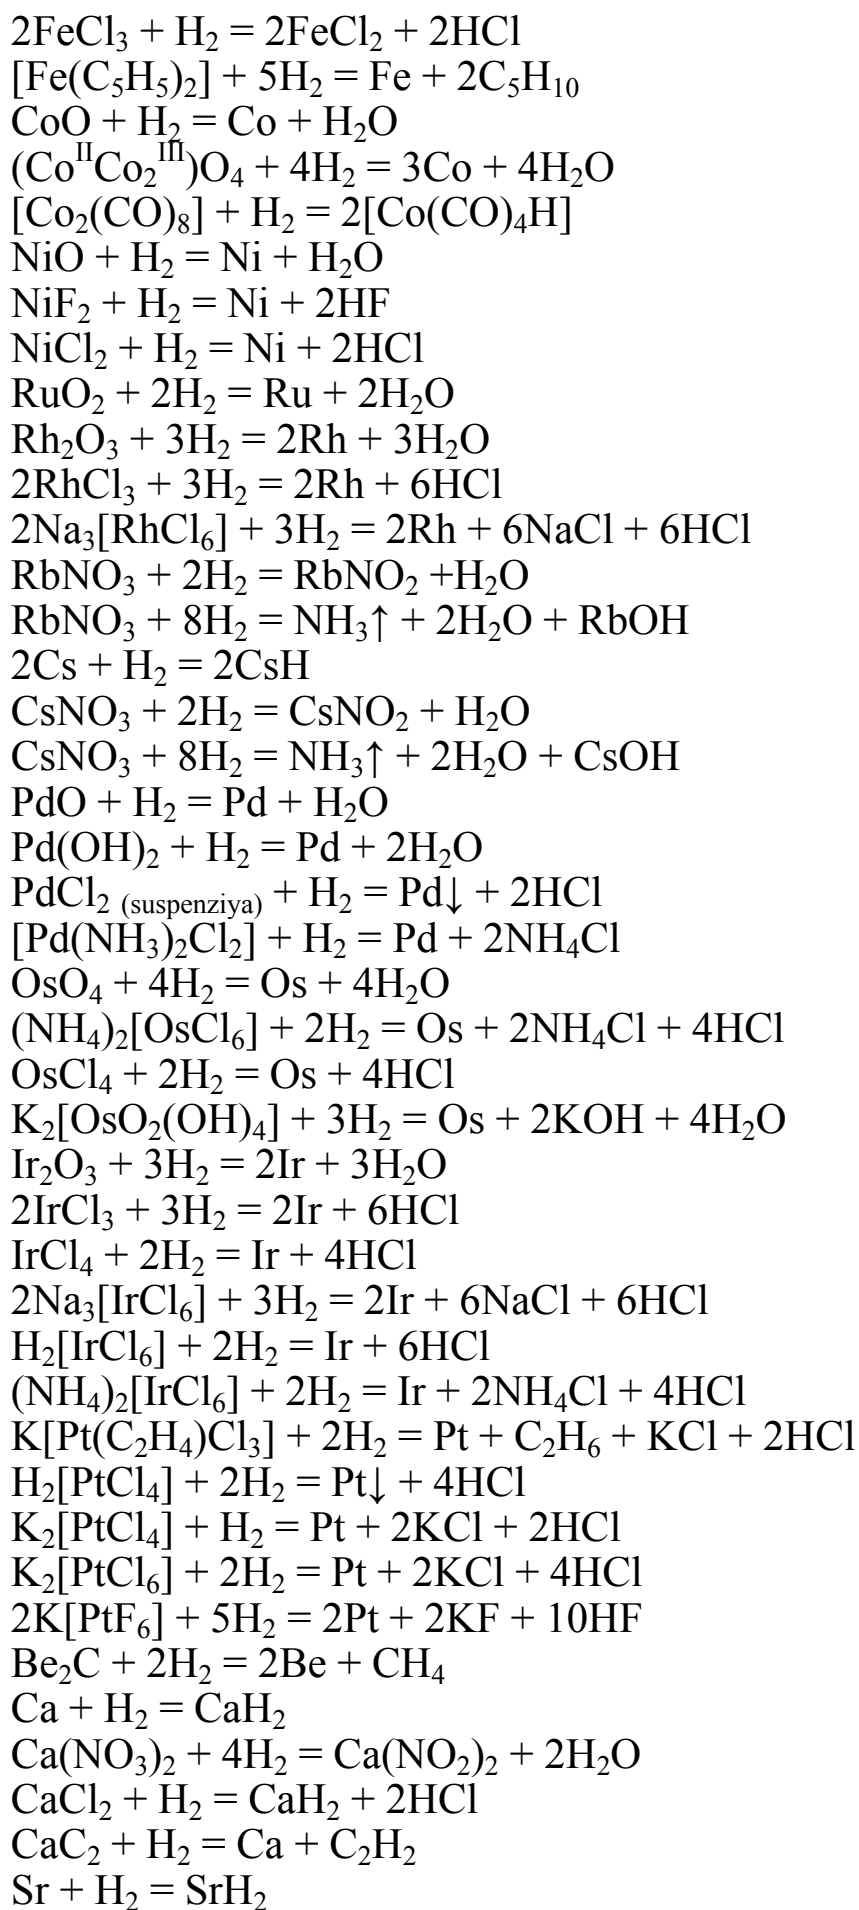 2FeCl₃ + H₂ = 2FeCl₂ + 2HCl
[Fe(C₅H₅)₂] + 5H₂ = Fe + 2C₅H₁₀
CoO + H₂ = Co + H₂O
(CoᴵᴵCo₂ᴵᴵᴵ)O₄ + 4H₂ = 3Co + 4H₂O
[Co₂(CO)₈] + H₂ = 2[Co(CO)₄H]
NiO + H₂ = Ni + H₂O
NiF₂ + H₂ = Ni + 2HF
NiCl₂ + H₂ = Ni + 2HCl
RuO₂ + 2H₂ = Ru + 2H₂O
Rh₂O₃ + 3H₂ = 2Rh + 3H₂O
2RhCl₃ + 3H₂ = 2Rh + 6HCl
2Na₃[RhCl₆] + 3H₂ = 2Rh + 6NaCl + 6HCl
RbNO₃ + 2H₂ = RbNO₂ +H₂O
RbNO₃ + 8H₂ = NH₃↑ + 2H₂O + RbOH
2Cs + H₂ = 2CsH
CsNO₃ + 2H₂ = CsNO₂ + H₂O
CsNO₃ + 8H₂ = NH₃↑ + 2H₂O + CsOH
PdO + H₂ = Pd + H₂O
Pd(OH)₂ + H₂ = Pd + 2H₂O
PdCl₂ (suspenziya) + H₂ = Pd↓ + 2HCl
[Pd(NH₃)₂Cl₂] + H₂ = Pd + 2NH₄Cl
OsO₄ + 4H₂ = Os + 4H₂O
(NH₄)₂[OsCl₆] + 2H₂ = Os + 2NH₄Cl + 4HCl
OsCl₄ + 2H₂ = Os + 4HCl
K₂[OsO₂(OH)₄] + 3H₂ = Os + 2KOH + 4H₂O
Ir₂O₃ + 3H₂ = 2Ir + 3H₂O
2IrCl₃ + 3H₂ = 2Ir + 6HCl
IrCl₄ + 2H₂ = Ir + 4HCl
2Na₃[IrCl₆] + 3H₂ = 2Ir + 6NaCl + 6HCl
H₂[IrCl₆] + 2H₂ = Ir + 6HCl
(NH₄)₂[IrCl₆] + 2H₂ = Ir + 2NH₄Cl + 4HCl
K[Pt(C₂H₄)Cl₃] + 2H₂ = Pt + C₂H₆ + KCl + 2HCl
H₂[PtCl₄] + 2H₂ = Pt↓ + 4HCl
K₂[PtCl₄] + H₂ = Pt + 2KCl + 2HCl
K₂[PtCl₆] + 2H₂ = Pt + 2KCl + 4HCl
2K[PtF₆] + 5H₂ = 2Pt + 2KF + 10HF
Be₂C + 2H₂ = 2Be + CH₄
Ca + H₂ = CaH₂
Ca(NO₃)₂ + 4H₂ = Ca(NO₂)₂ + 2H₂O
CaCl₂ + H₂ = CaH₂ + 2HCl
CaC₂ + H₂ = Ca + C₂H₂
Sr + H₂ = SrH₂